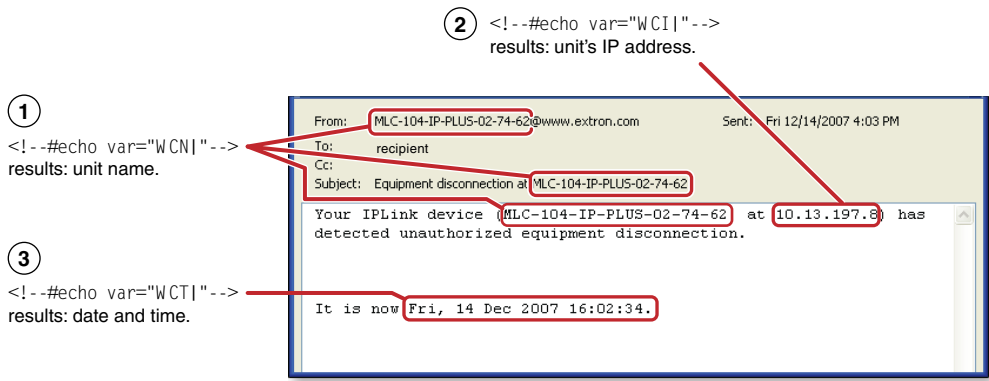 2 <!--#echo var="WCI|"-->
results: unit's IP address.
1
<!--#echo var="WCN|"-->
results: unit name.
From: MLC-104-IP-PLUS-02-74-62@www.extron.com Sent: Fri 12/14/2007 4:03 PM
To: recipient
Cc:
Subject: Equipment disconnection at MLC-104-IP-PLUS-02-74-62
Your IPLink device (MLC-104-IP-PLUS-02-74-62) at 10.13.197.8) has
detected unauthorized equipment disconnection.
3
<!--#echo var="WCT|"-->
results: date and time.
It is now Fri, 14 Dec 2007 16:02:34.